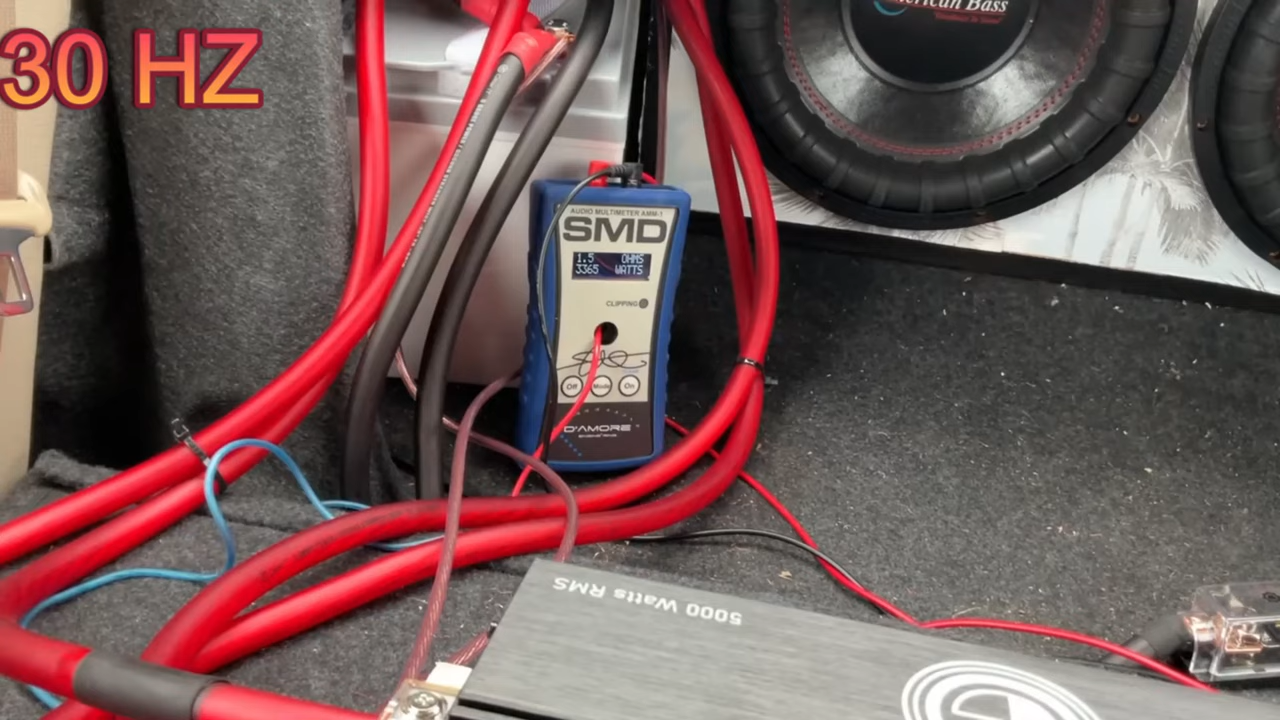 30 HZ
American Bass
AUDIO MULTIMETER AMM-1
SMD
1.5 OHMS
3365 WATTS
CLIPPING
Off
Mode
On
D'AMORE
5000 Watts RMS